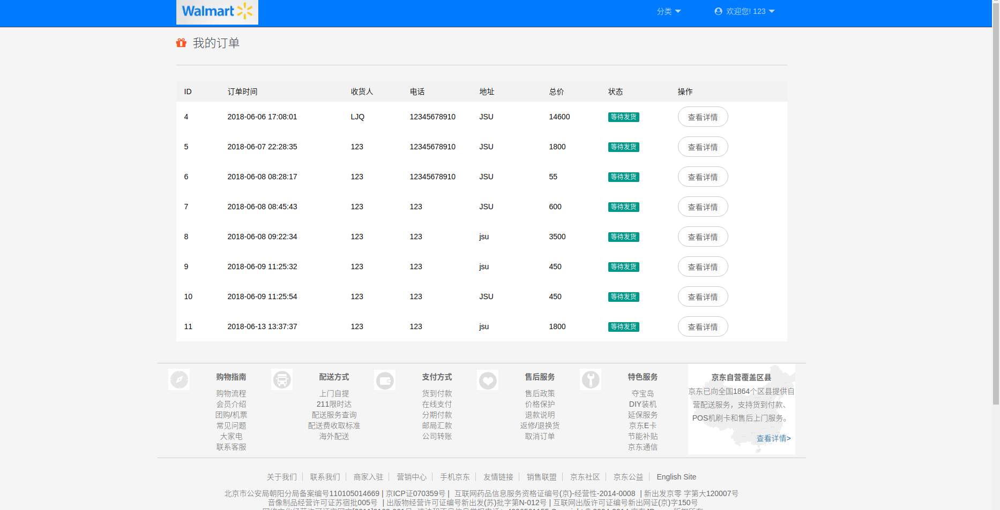 Walmart
分类
欢迎您! 123
我的订单
ID 订单时间 收货人 电话 地址 总价 状态 操作
4 2018-06-06 17:08:01 LJQ 12345678910 JSU 14600 等待发货 查看详情
5 2018-06-07 22:28:35 123 12345678910 JSU 1800 等待发货 查看详情
6 2018-06-08 08:28:17 123 12345678910 JSU 55 等待发货 查看详情
7 2018-06-08 08:45:43 123 123 JSU 600 等待发货 查看详情
8 2018-06-08 09:22:34 123 123 jsu 3500 等待发货 查看详情
9 2018-06-09 11:25:32 123 123 jsu 450 等待发货 查看详情
10 2018-06-09 11:25:54 123 123 JSU 450 等待发货 查看详情
11 2018-06-13 13:37:37 123 123 jsu 1800 等待发货 查看详情
购物指南
购物流程
会员介绍
团购/机票
常见问题
大家电
联系客服
配送方式
上门自提
211限时达
配送服务查询
配送费收取标准
海外配送
支付方式
货到付款
在线支付
分期付款
邮局汇款
公司转账
售后服务
售后政策
价格保护
退款说明
返修/退换货
取消订单
特色服务
夺宝岛
DIY装机
延保服务
京东E卡
节能补贴
京东通信
京东自营覆盖区县
京东已向全国1864个区县提供自
营配送服务，支持货到付款、
POS机刷卡和售后上门服务。
查看详情>
关于我们 联系我们 商家入驻 营销中心 手机京东 友情链接 销售联盟 京东社区 京东公益 English Site
北京市公安局朝阳分局备案编号110105014669 | 京ICP证070359号 | 互联网药品信息服务资格证编号(京)-经营性-2014-0008 | 新出发京零 字第大120007号
音像制品经营许可证苏宿批005号 | 出版物经营许可证编号新出发(苏)批字第N-012号 | 互联网出版许可证编号新出网证(京)字150号